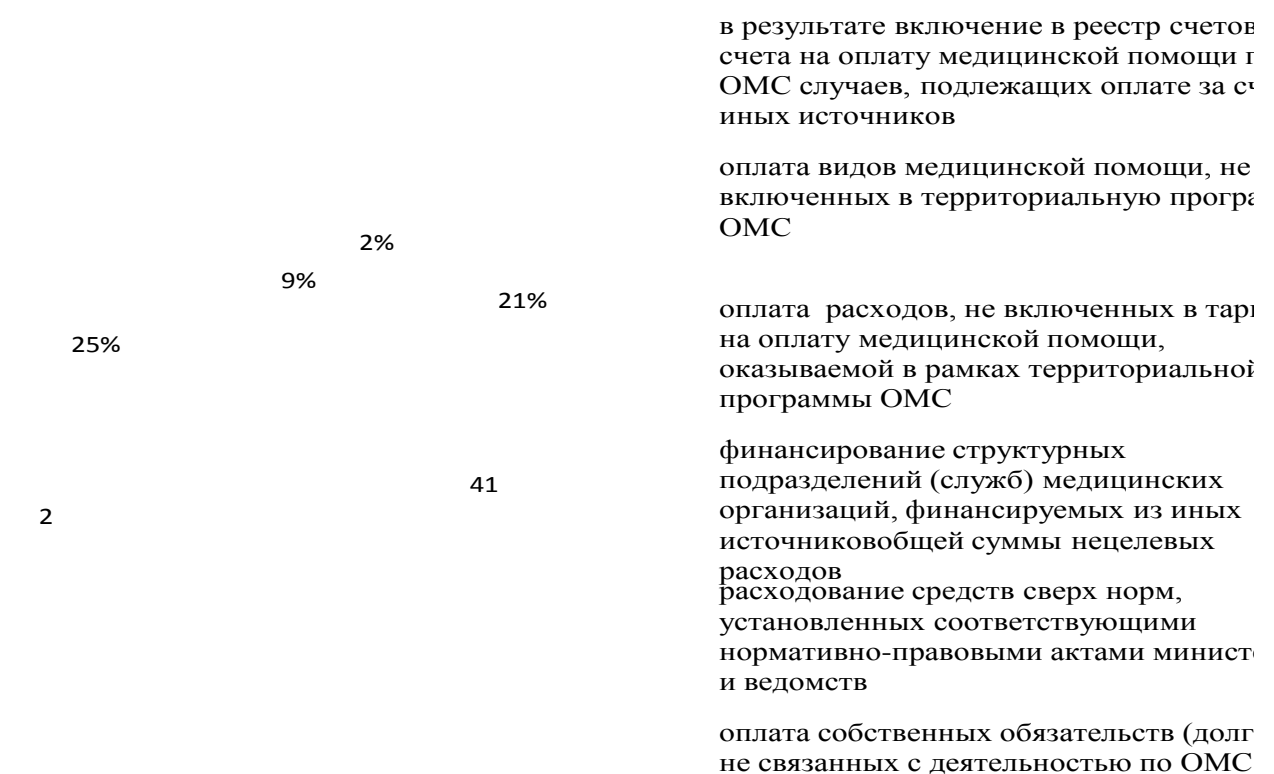 2%
9%
21%
25%
41
2
в результате включение в реестр счетов
счета на оплату медицинской помощи
ОМС случаев, подлежащих оплате за
иных источников
оплата видов медицинской помощи, не
включенных в территориальную
ОМС
оплата расходов, не включенных в
на оплату медицинской помощи,
оказываемой в рамках территориальной
программы ОМС
финансирование структурных
подразделений (служб) медицинских
организаций, финансируемых из иных
источниковобщей суммы нецелевых
расходов
расходование средств сверх норм,
установленных соответствующими
нормативно-правовыми актами
и ведомств
оплата собственных обязательств
не связанных с деятельностью по ОМС